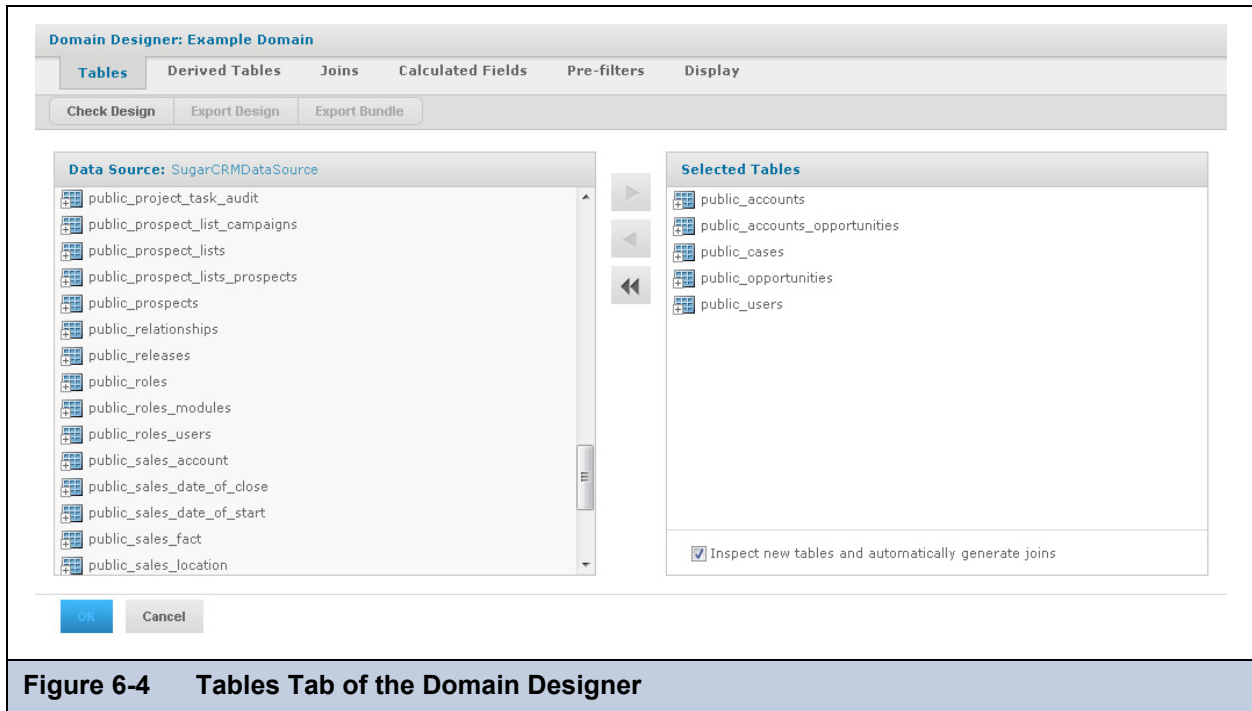 Domain Designer: Example Domain
Tables Derived Tables Joins Calculated Fields Pre-filters Display
Check Design Export Design Export Bundle
Data Source: SugarCRMDataSource
public_project_task_audit
public_prospect_list_campaigns
public_prospect_lists
public_prospect_lists_prospects
public_prospects
public_relationships
public_releases
public_roles
public_roles_modules
public_roles_users
public_sales_account
public_sales_date_of_close
public_sales_date_of_start
public_sales_fact
public_sales_location
Selected Tables
public_accounts
public_accounts_opportunities
public_cases
public_opportunities
public_users
Inspect new tables and automatically generate joins
OK Cancel
Figure 6-4 Tables Tab of the Domain Designer